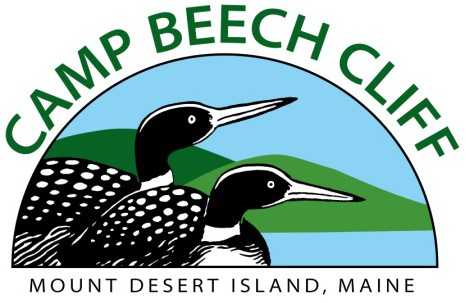 CAMP BEECH CLIFF
MOUNT DESERT ISLAND, MAINE